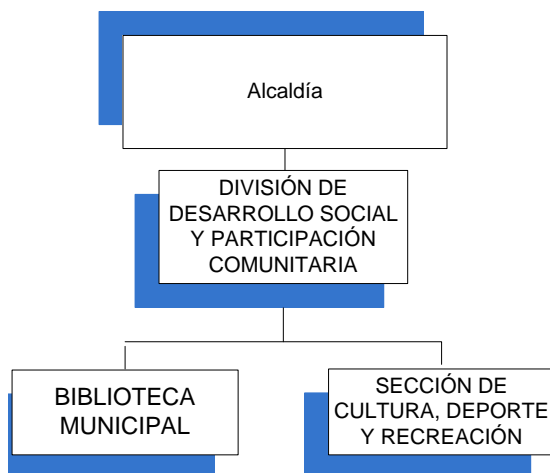 Alcaldía
DIVISIÓN DE
DESARROLLO SOCIAL
Y PARTICIPACIÓN
COMUNITARIA
BIBLIOTECA
MUNICIPAL
SECCIÓN DE
CULTURA, DEPORTE
Y RECREACIÓN